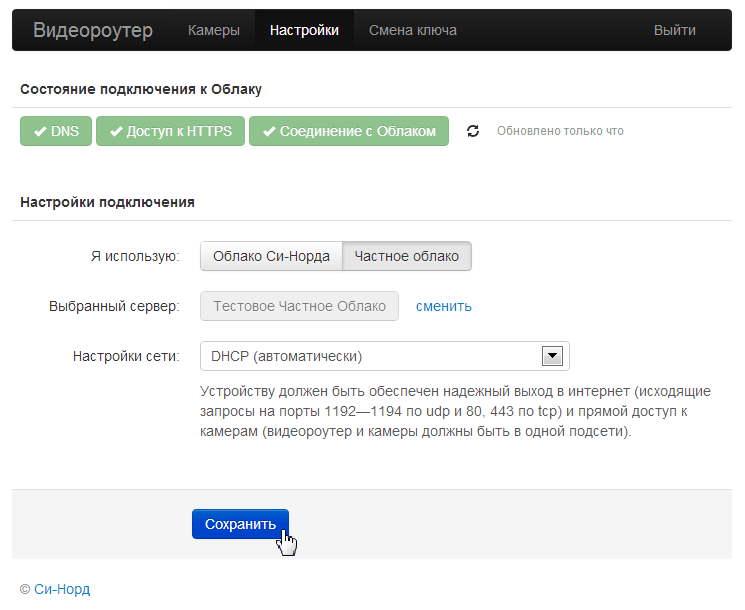 Видеороутер Камеры Настройки Смена ключа Выйти
Состояние подключения к Облаку
DNS Доступ к HTTPS Соединение с Облаком Обновлено только что
Настройки подключения
Я использую: Облако Си-Норда Частное облако
Выбранный сервер: Тестовое Частное Облако сменить
Настройки сети: DHCP (автоматически)
Устройству должен быть обеспечен надежный выход в интернет (исходящие
запросы на порты 1192—1194 по udp и 80, 443 по tcp) и прямой доступ к
камерам (видеороутер и камеры должны быть в одной подсети).
Сохранить
© Си-Норд